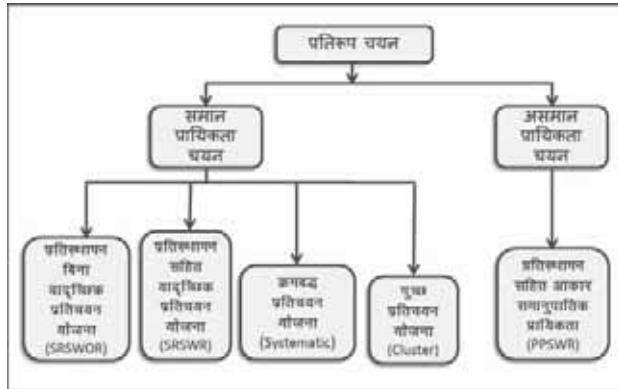 प्रतिरूप चयन
समान
प्रायिकता
चयन
असमान
प्रायिकता
चयन
प्रतिस्थापन
बिना
यादृच्छिक
प्रतिचयन
योजना
(SRSWOR)
प्रतिस्थापन
सहित
यादृच्छिक
प्रतिचयन
योजना
(SRSWR)
क्रमबद्ध
प्रतिचयन
योजना
(Systematic)
गुच्छ
प्रतिचयन
योजना
(Cluster)
प्रतिस्थापन
सहित आकार
समानुपातिक
प्रायिकता
(PPSWR)